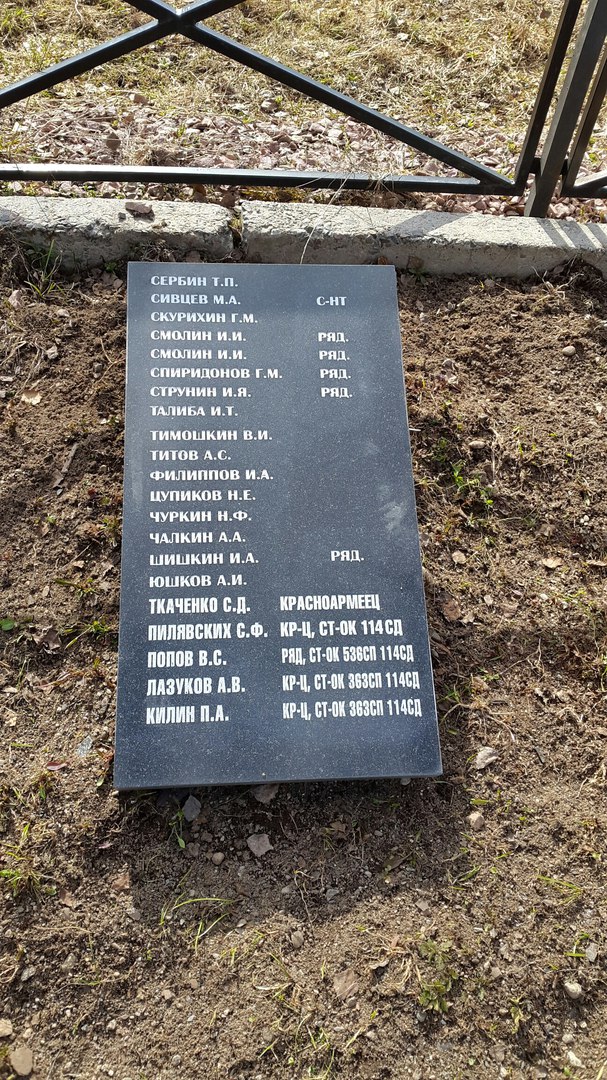 СЕРБИН Т.П.
СИВЦЕВ М.А. С-НТ
СКУРИХИН Г.М.
СМОЛИН И.И. РЯД.
СМОЛИН И.И. РЯД.
СПИРИДОНОВ Г.М. РЯД.
СТРУНИН И.Я. РЯД.
ТАЛИБА И.Т.
ТИМОШКИН В.И.
ТИТОВ А.С.
ФИЛИППОВ И.А.
ЦУПИКОВ Н.Е.
ЧУРКИН Н.Ф.
ЧАЛКИН А.А.
ШИШКИН И.А. РЯД.
ЮШКОВ А.И.
ТКАЧЕНКО С.Д. КРАСНОАРМЕЕЦ
ПИЛЯВСКИХ С.Ф. КР-Ц, СТ-ОК 114 СД
ПОПОВ В.С. РЯД, СТ-ОК 536СП 114СД
ЛАЗУКОВ А.В. КР-Ц, СТ-ОК 363СП 114СД
КИЛИН П.А. КР-Ц, СТ-ОК 363СП 114СД